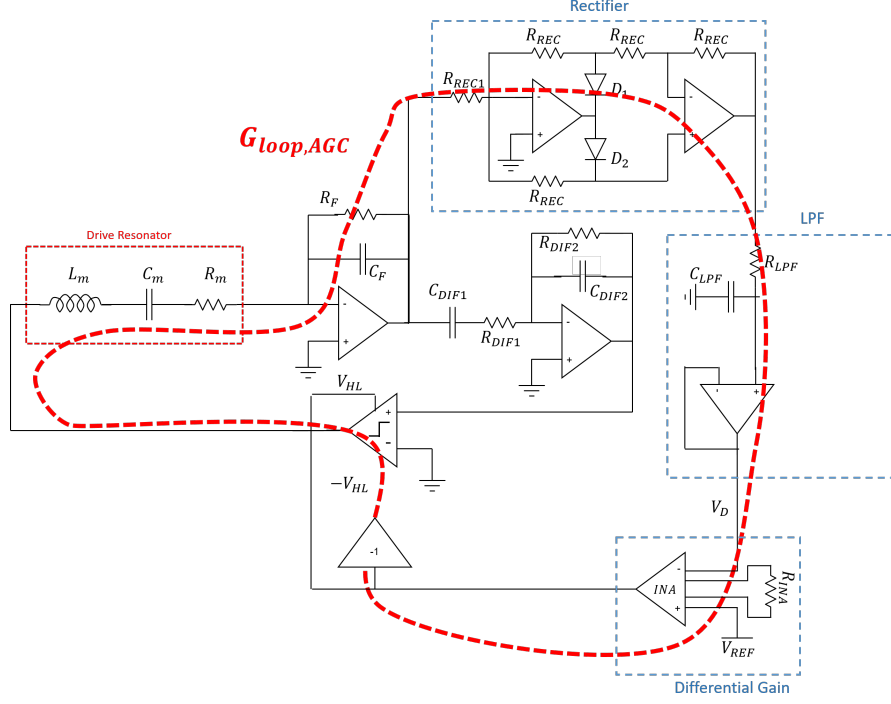 Rectifier
R_REC
R_REC
R_REC
R_REC1
D_1
-
-
+
+
D_2
R_REC
G_loop,AGC
LPF
R_F
Drive Resonator
L_m
C_m
R_m
C_F
R_DIF2
C_DIF2
C_DIF1
R_DIF1
C_LPF
R_LPF
-
+
-
+
-
+
V_HL
+
-
-V_HL
V_D
-1
-
INA
+
R_INA
V_REF
Differential Gain